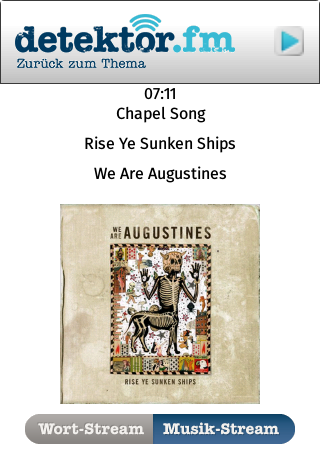 detektor.fm
Zurück zum Thema
07:11
Chapel Song
Rise Ye Sunken Ships
We Are Augustines
WE ARE AUGUSTINES
RISE YE SUNKEN SHIPS
Wort-Stream Musik-Stream